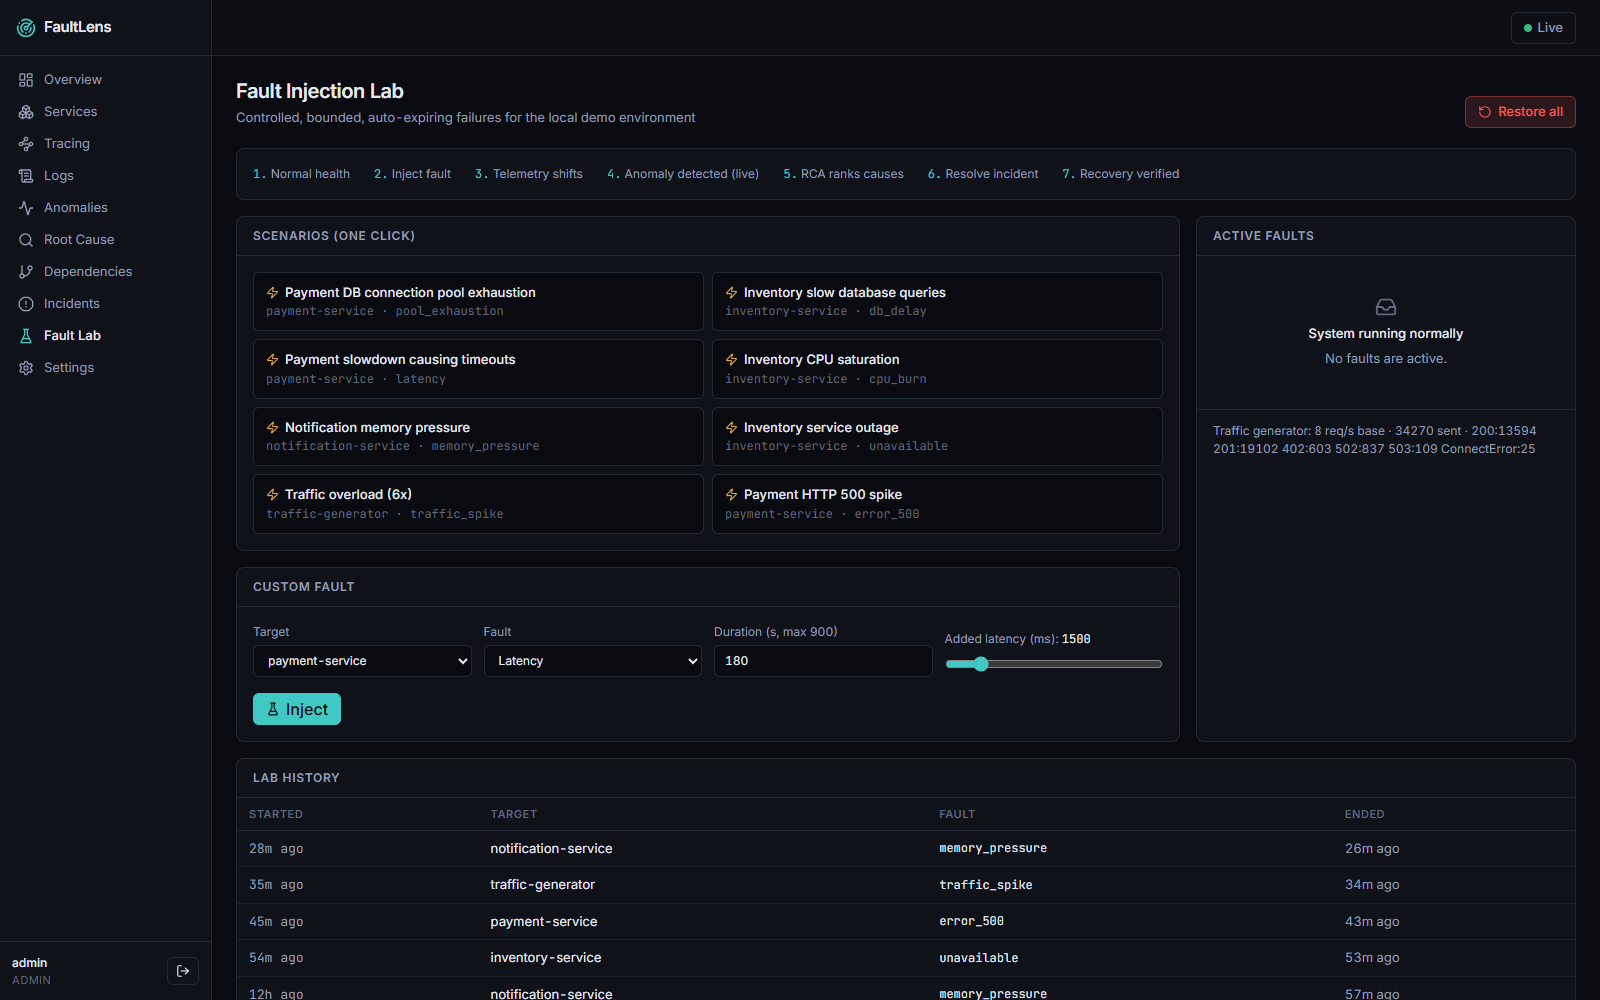 FaultLens
Live
Overview
Services
Tracing
Logs
Anomalies
Root Cause
Dependencies
Incidents
Fault Lab
Settings
admin
ADMIN
Fault Injection Lab
Controlled, bounded, auto-expiring failures for the local demo environment
Restore all
1. Normal health 2. Inject fault 3. Telemetry shifts 4. Anomaly detected (live) 5. RCA ranks causes 6. Resolve incident 7. Recovery verified
SCENARIOS (ONE CLICK)
Payment DB connection pool exhaustion
payment-service · pool_exhaustion
Inventory slow database queries
inventory-service · db_delay
Payment slowdown causing timeouts
payment-service · latency
Inventory CPU saturation
inventory-service · cpu_burn
Notification memory pressure
notification-service · memory_pressure
Inventory service outage
inventory-service · unavailable
Traffic overload (6x)
traffic-generator · traffic_spike
Payment HTTP 500 spike
payment-service · error_500
ACTIVE FAULTS
System running normally
No faults are active.
Traffic generator: 8 req/s base · 34270 sent · 200:13594
201:19102 402:603 502:837 503:109 ConnectError:25
CUSTOM FAULT
Target
payment-service
Fault
Latency
Duration (s, max 900)
180
Added latency (ms): 1500
Inject
LAB HISTORY
STARTED TARGET FAULT ENDED
28m ago notification-service memory_pressure 26m ago
35m ago traffic-generator traffic_spike 34m ago
45m ago payment-service error_500 43m ago
54m ago inventory-service unavailable 53m ago
12h ago notification-service memory_pressure 57m ago